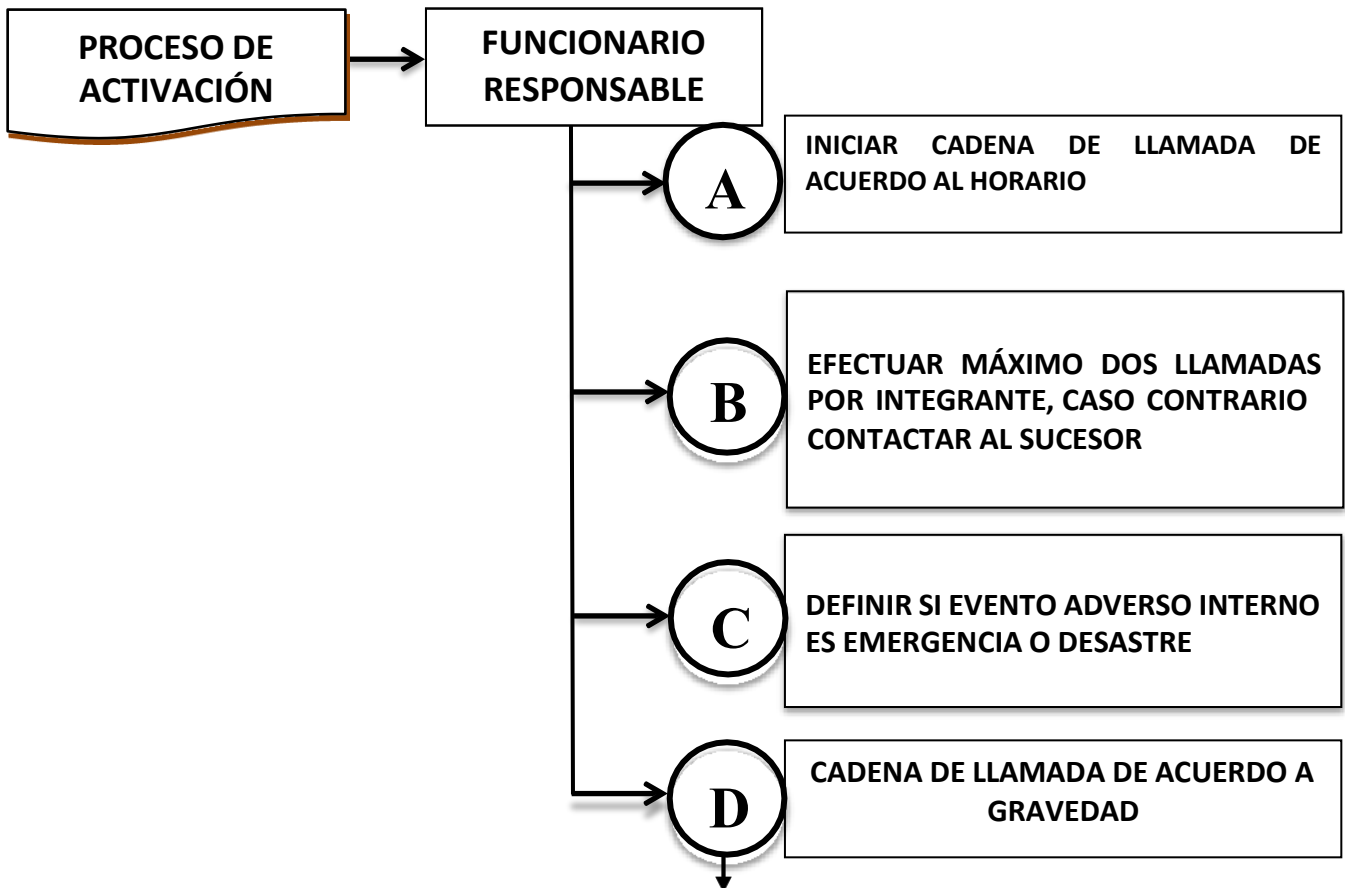 PROCESO DE
ACTIVACIÓN
FUNCIONARIO
RESPONSABLE
A
INICIAR CADENA DE LLAMADA DE
ACUERDO AL HORARIO
B
EFECTUAR MÁXIMO DOS LLAMADAS
POR INTEGRANTE, CASO CONTRARIO
CONTACTAR AL SUCESOR
C
DEFINIR SI EVENTO ADVERSO INTERNO
ES EMERGENCIA O DESASTRE
D
CADENA DE LLAMADA DE ACUERDO A
GRAVEDAD